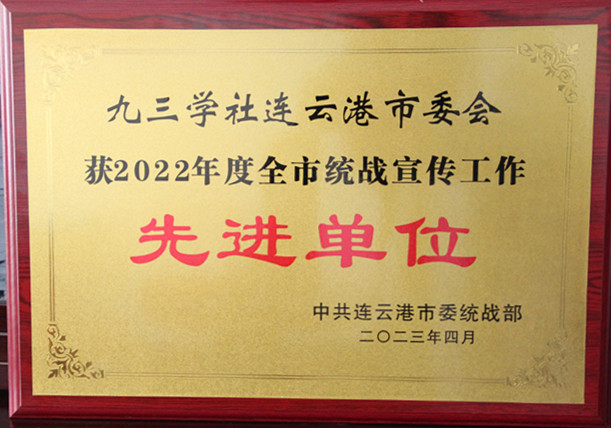 九三学社连云港市委会
获2022年度全市统战宣传工作
先进单位
中共连云港市委统战部
二〇二三年四月